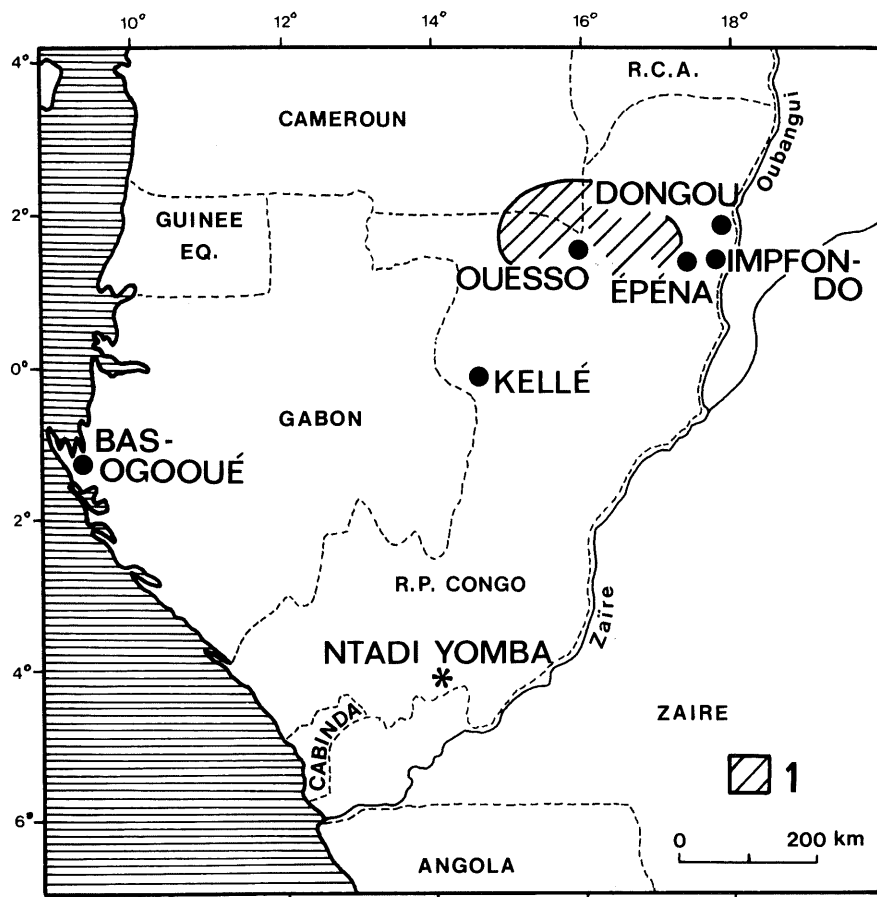 10° 12° 14° 16° 18°
4°
R.C.A.
CAMEROUN
Oubangui
2°
DONGOU
GUINEE
EQ.
OUESSO
ÉPÉNA
IMPFON-
DO
0°
KELLÉ
GABON
BAS-
OGOOUÉ
2°
R.P. CONGO
Zaïre
NTADI YOMBA
4°
*
ZAIRE
CABINDA
1
6°
0 200 km
ANGOLA